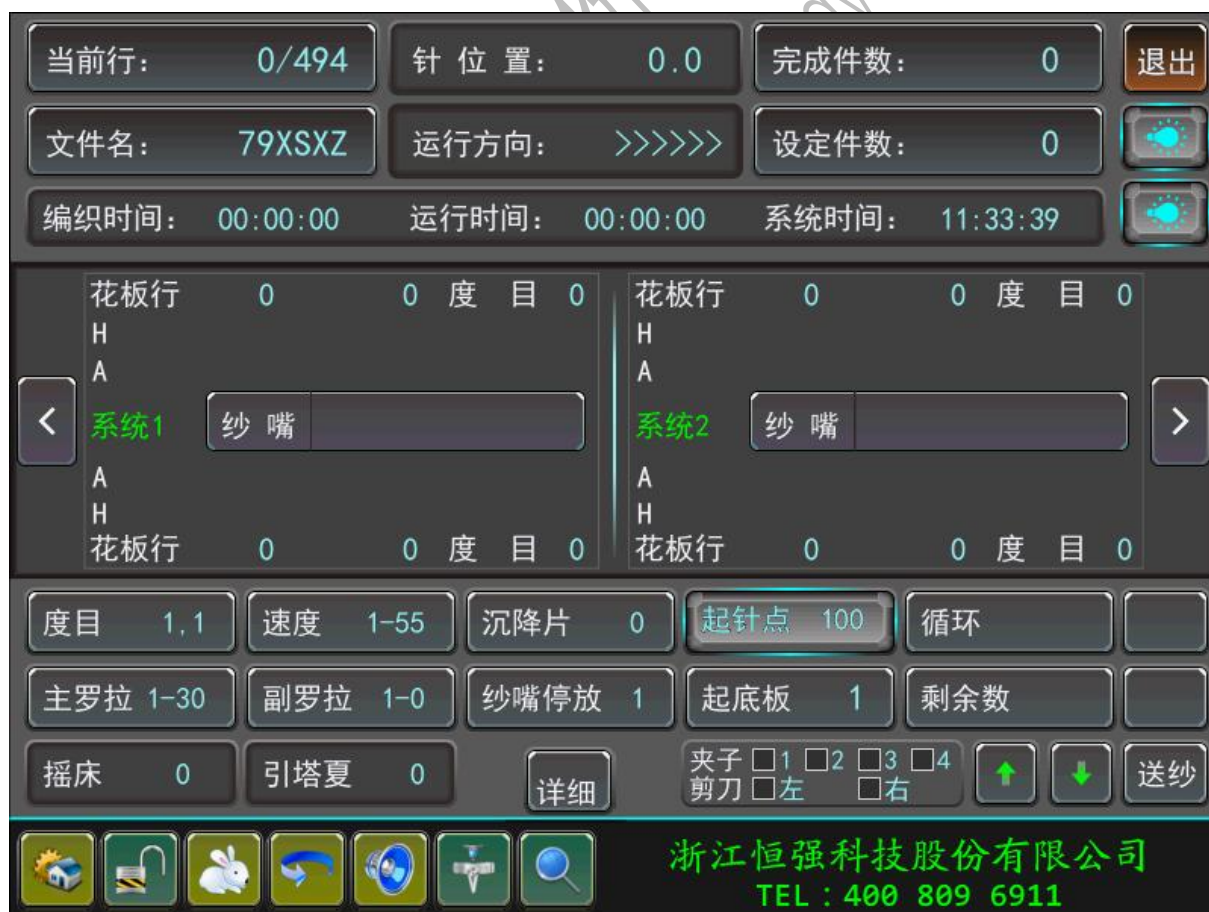 当前行: 0/494 针 位 置: 0.0 完成件数: 0 退出
文件名: 79XSXZ 运行方向: >>>>>> 设定件数: 0
编织时间: 00:00:00 运行时间: 00:00:00 系统时间: 11:33:39
花板行 0 0 度 目 0 花板行 0 0 度 目 0
H H
A A
< 系统1 纱 嘴 系统2 纱 嘴 >
A A
H H
花板行 0 0 度 目 0 花板行 0 0 度 目 0
度目 1,1 速度 1-55 沉降片 0 起针点 100 循环
主罗拉 1-30 副罗拉 1-0 纱嘴停放 1 起底板 1 剩余数
摇床 0 引塔夏 0 详细 夹子 1 2 3 4 送纱
剪刀 左 右
浙江恒强科技股份有限公司
TEL:400 809 6911